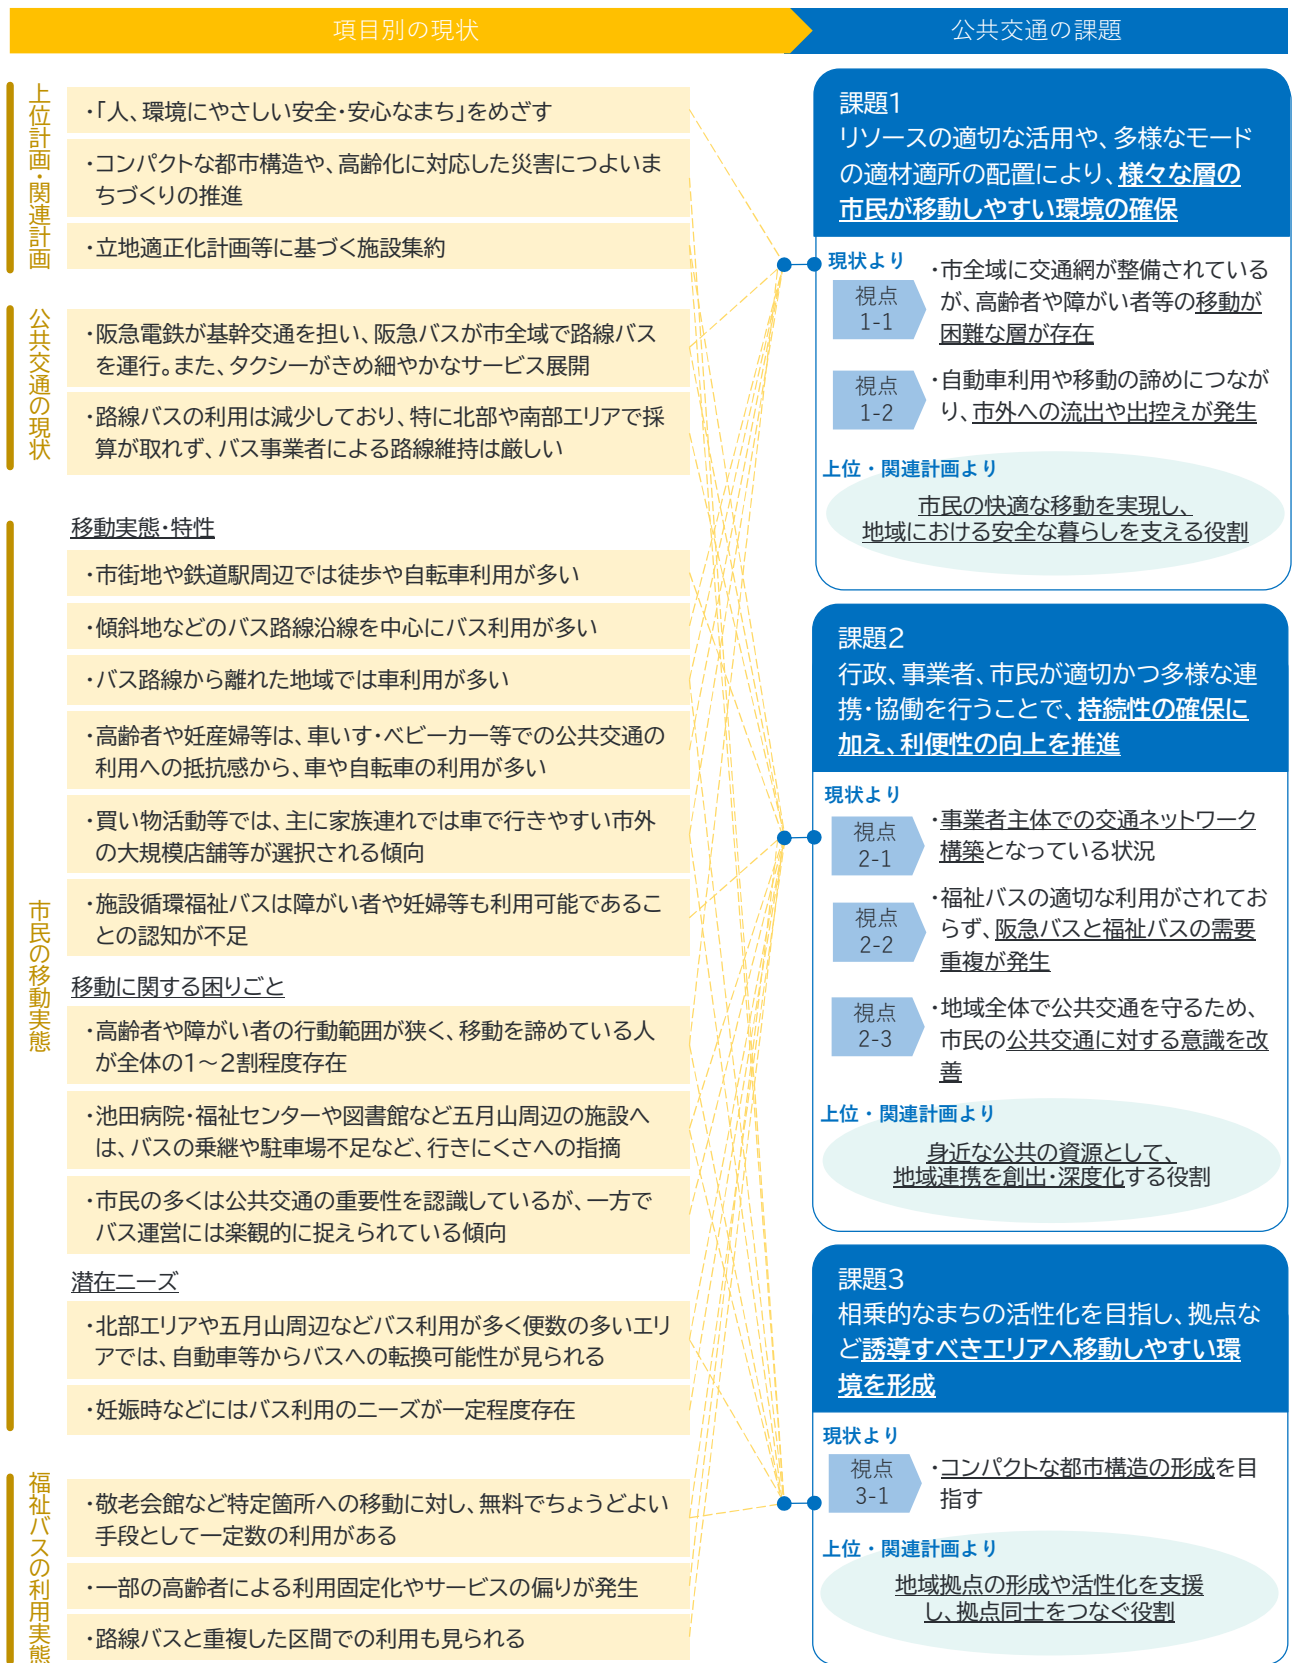 項目別の現状
公共交通の課題
上位計画・関連計画
・「人、環境にやさしい安全・安心なまち」をめざす
・コンパクトな都市構造や、高齢化に対応した災害につよいま
ちづくりの推進
・立地適正化計画等に基づく施設集約
公共交通の現状
・阪急電鉄が基幹交通を担い、阪急バスが市全域で路線バス
を運行。また、タクシーがきめ細やかなサービス展開
・路線バスの利用は減少しており、特に北部や南部エリアで採
算が取れず、バス事業者による路線維持は厳しい
市民の移動実態
移動実態・特性
・市街地や鉄道駅周辺では徒歩や自転車利用が多い
・傾斜地などのバス路線沿線を中心にバス利用が多い
・バス路線から離れた地域では車利用が多い
・高齢者や妊産婦等は、車いす・ベビーカー等での公共交通の
利用への抵抗感から、車や自転車の利用が多い
・買い物活動等では、主に家族連れでは車で行きやすい市外
の大規模店舗等が選択される傾向
・施設循環福祉バスは障がい者や妊婦等も利用可能であるこ
との認知が不足
移動に関する困りごと
・高齢者や障がい者の行動範囲が狭く、移動を諦めている人
が全体の1～2割程度存在
・池田病院・福祉センターや図書館など五月山周辺の施設へ
は、バスの乗継や駐車場不足など、行きにくさへの指摘
・市民の多くは公共交通の重要性を認識しているが、一方で
バス運営には楽観的に捉えられている傾向
潜在ニーズ
・北部エリアや五月山周辺などバス利用が多く便数の多いエリ
アでは、自動車等からバスへの転換可能性が見られる
・妊娠時などにはバス利用のニーズが一定程度存在
福祉バスの利用実態
・敬老会館など特定箇所への移動に対し、無料でちょうどよい
手段として一定数の利用がある
・一部の高齢者による利用固定化やサービスの偏りが発生
・路線バスと重複した区間での利用も見られる
課題1
リソースの適切な活用や、多様なモード
の適材適所の配置により、様々な層の
市民が移動しやすい環境の確保
現状より
視点
1-1
・市全域に交通網が整備されている
が、高齢者や障がい者等の移動が
困難な層が存在
視点
1-2
・自動車利用や移動の諦めにつなが
り、市外への流出や出控えが発生
上位・関連計画より
市民の快適な移動を実現し、
地域における安全な暮らしを支える役割
課題2
行政、事業者、市民が適切かつ多様な連
携・協働を行うことで、持続性の確保に
加え、利便性の向上を推進
現状より
視点
2-1
・事業者主体での交通ネットワーク
構築となっている状況
視点
2-2
・福祉バスの適切な利用がされてお
らず、阪急バスと福祉バスの需要
重複が発生
視点
2-3
・地域全体で公共交通を守るため、
市民の公共交通に対する意識を改
善
上位・関連計画より
身近な公共の資源として、
地域連携を創出・深度化する役割
課題3
相乗的なまちの活性化を目指し、拠点な
ど誘導すべきエリアへ移動しやすい環
境を形成
現状より
視点
3-1
・コンパクトな都市構造の形成を目
指す
上位・関連計画より
地域拠点の形成や活性化を支援
し、拠点同士をつなぐ役割